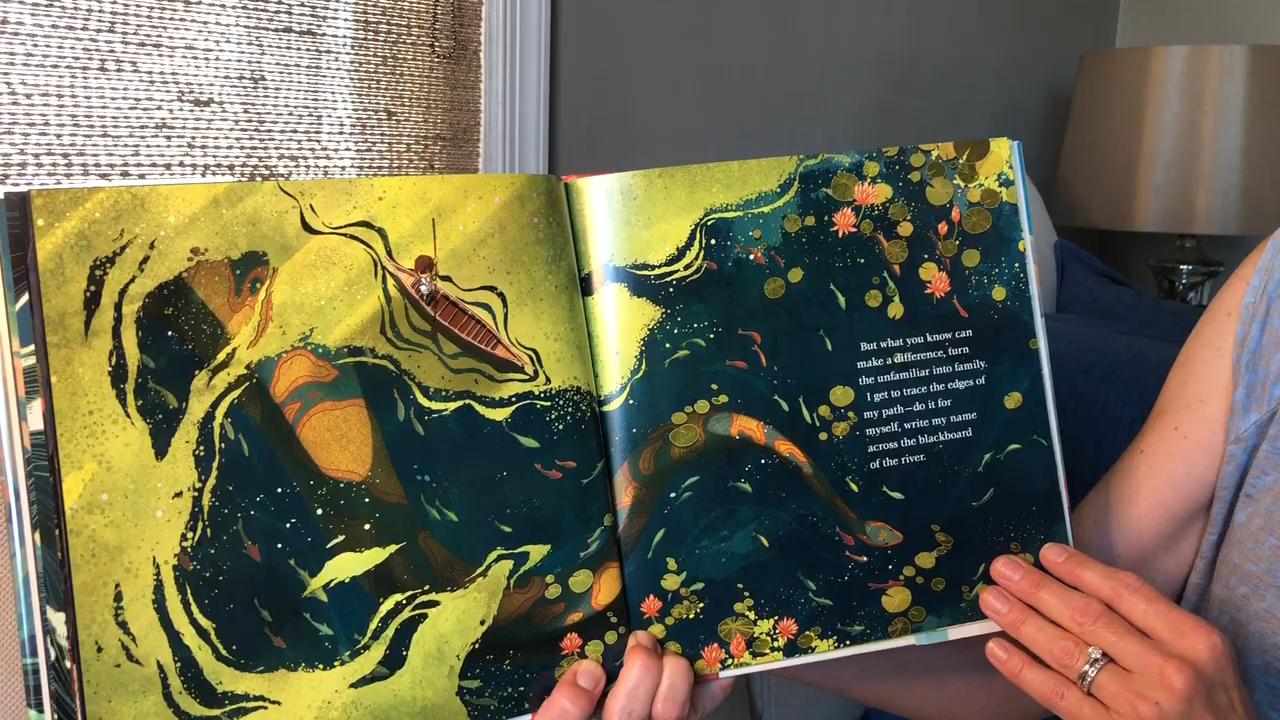 But what you know can
make a difference, turn
the unfamiliar into family.
I get to trace the edges of
my path—do it for
myself, write my name
across the blackboard
of the river.